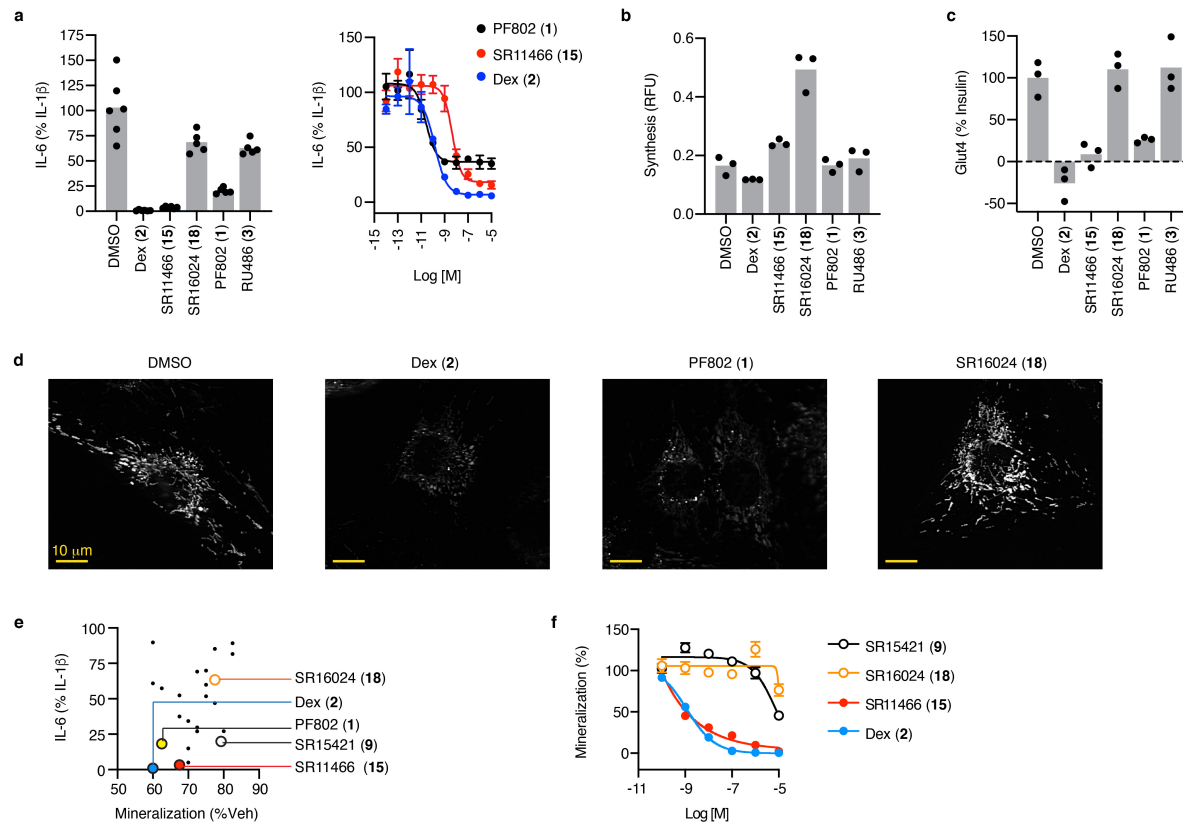 a
IL-6 (% IL-1β)
175
150
125
100
75
50
25
0
DMSO
Dex (2)
SR11466 (15)
SR16024 (18)
PF802 (1)
RU486 (3)
IL-6 (% IL-1β)
150
100
50
0
-15
-13
-11
-9
-7
-5
Log [M]
PF802 (1)
SR11466 (15)
Dex (2)
b
Synthesis (RFU)
0.6
0.4
0.2
0.0
DMSO
Dex (2)
SR11466 (15)
SR16024 (18)
PF802 (1)
RU486 (3)
c
Glut4 (% Insulin)
150
100
50
0
-50
DMSO
Dex (2)
SR11466 (15)
SR16024 (18)
PF802 (1)
RU486 (3)
d
DMSO
Dex (2)
PF802 (1)
SR16024 (18)
10 μm
e
IL-6 (% IL-1β)
100
75
50
25
0
50
60
70
80
90
Mineralization (%Veh)
SR16024 (18)
Dex (2)
PF802 (1)
SR15421 (9)
SR11466 (15)
f
Mineralization (%)
150
100
50
0
-11
-9
-7
-5
Log [M]
SR15421 (9)
SR16024 (18)
SR11466 (15)
Dex (2)